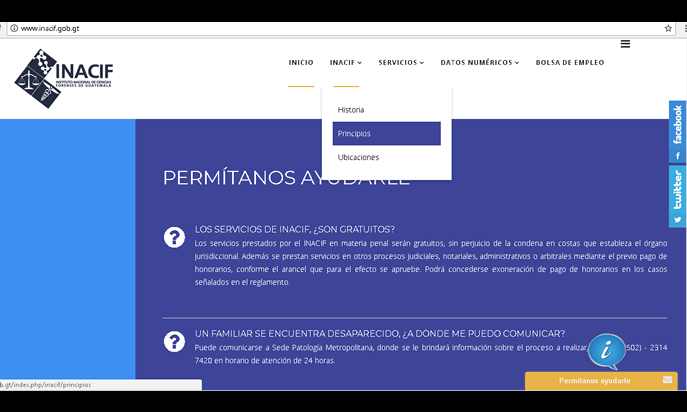 www.inacif.gob.gt
INACIF
INSTITUTO NACIONAL DE CIENCIAS
FORENSES DE GUATEMALA
INICIO INACIF SERVICIOS DATOS NUMÉRICOS BOLSA DE EMPLEO
Historia
Principios
Ubicaciones
PERMÍTANOS AYUDARLE
facebook
twitter
LOS SERVICIOS DE INACIF, ¿SON GRATUITOS?
Los servicios prestados por el INACIF en materia penal serán gratuitos, sin perjuicio de la condena en costas que estableza el órgano
jurisdiccional. Además se prestan servicios en otros procesos judiciales, notariales, administrativos o arbitrales mediante el previo pago de
honorarios, conforme el arancel que para el efecto se apruebe. Podrá concederse exoneración de pago de honorarios en los casos
señalados en el reglamento.
UN FAMILIAR SE ENCUENTRA DESAPARECIDO, ¿A DONDE ME PUEDO COMUNICAR?
Puede comunicarse a Sede Patología Metropolitana, donde se le brindará información sobre el proceso a realizar, 502) - 2314
7420 en horario de atención de 24 horas.
Permítanos ayudarle
b.gt/index.php/inacif/principios